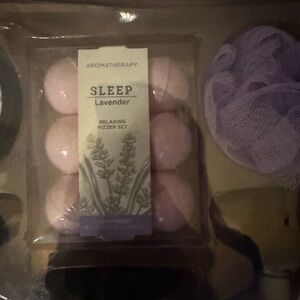 AROMATHERAPY
SLEEP
Lavender
RELAXING
FIZZER SET